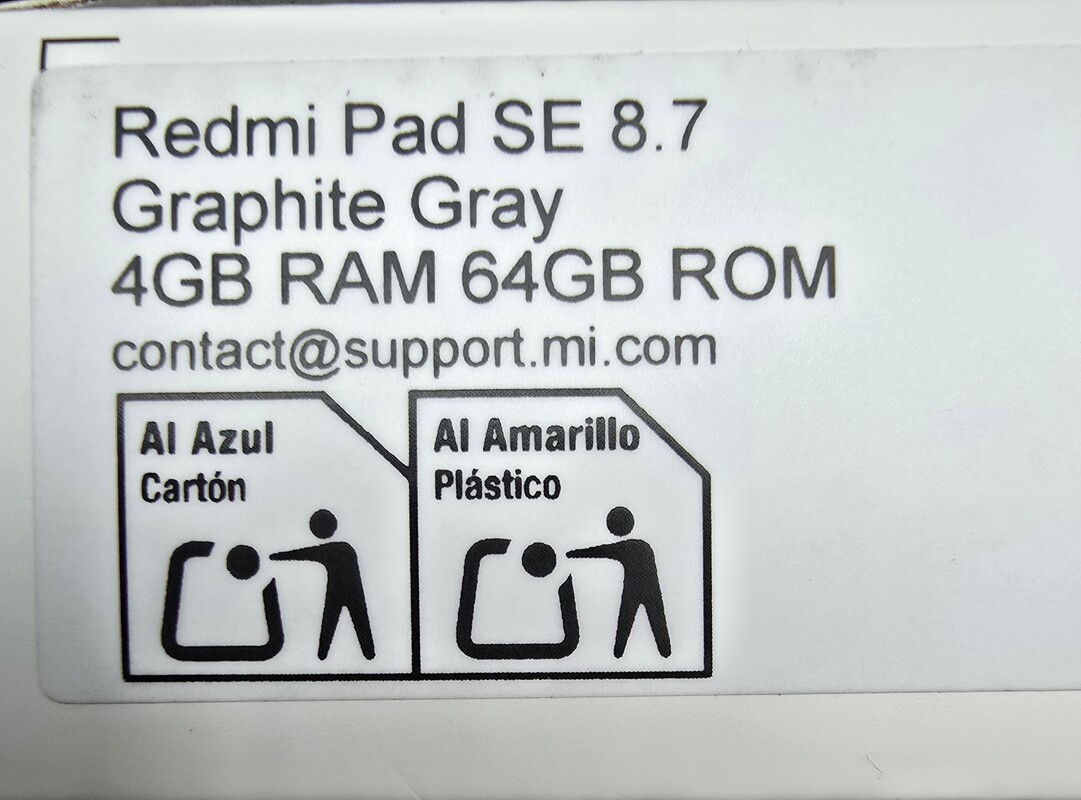 Redmi Pad SE 8.7
Graphite Gray
4GB RAM 64GB ROM
contact@support.mi.com
Al Azul
Cartón
Al Amarillo
Plástico